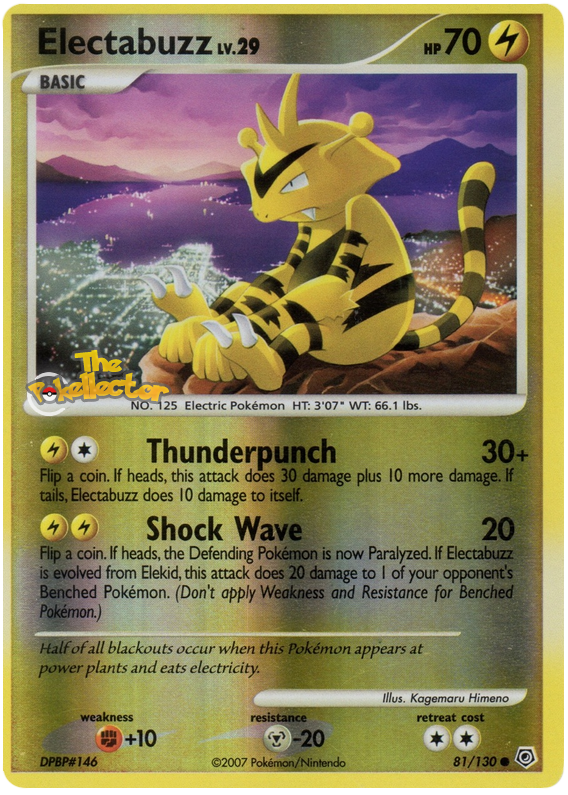 Electabuzz LV.29 HP 70
BASIC
The
Pokellector
NO. 125 Electric Pokémon HT: 3'07" WT: 66.1 lbs.
Thunderpunch 30+
Flip a coin. If heads, this attack does 30 damage plus 10 more damage. If
tails, Electabuzz does 10 damage to itself.
Shock Wave 20
Flip a coin. If heads, the Defending Pokémon is now Paralyzed. If Electabuzz
is evolved from Elekid, this attack does 20 damage to 1 of your opponent's
Benched Pokémon. (Don't apply Weakness and Resistance for Benched
Pokémon.)
Half of all blackouts occur when this Pokémon appears at
power plants and eats electricity.
Illus. Kagemaru Himeno
weakness resistance retreat cost
+10 -20
DPBP#146 ©2007 Pokémon/Nintendo 81/130